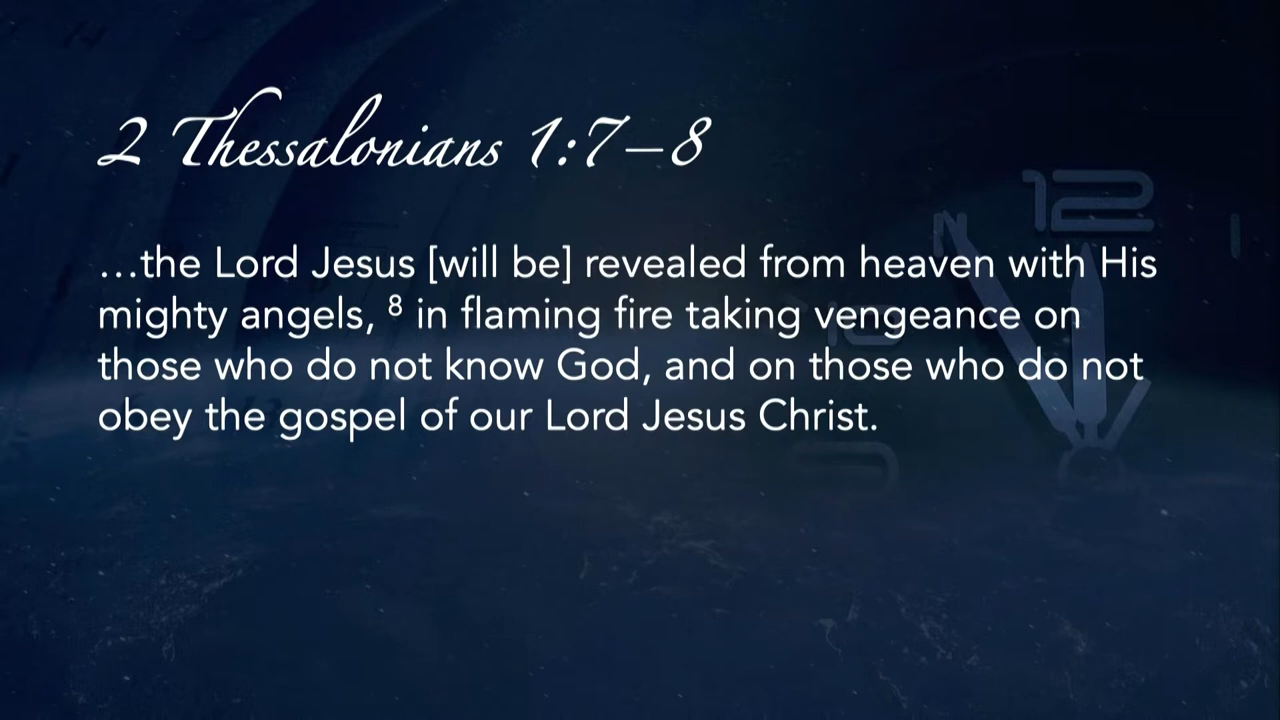 2 Thessalonians 1:7–8
12
…the Lord Jesus [will be] revealed from heaven with His
mighty angels, 8 in flaming fire taking vengeance on
those who do not know God, and on those who do not
obey the gospel of our Lord Jesus Christ.